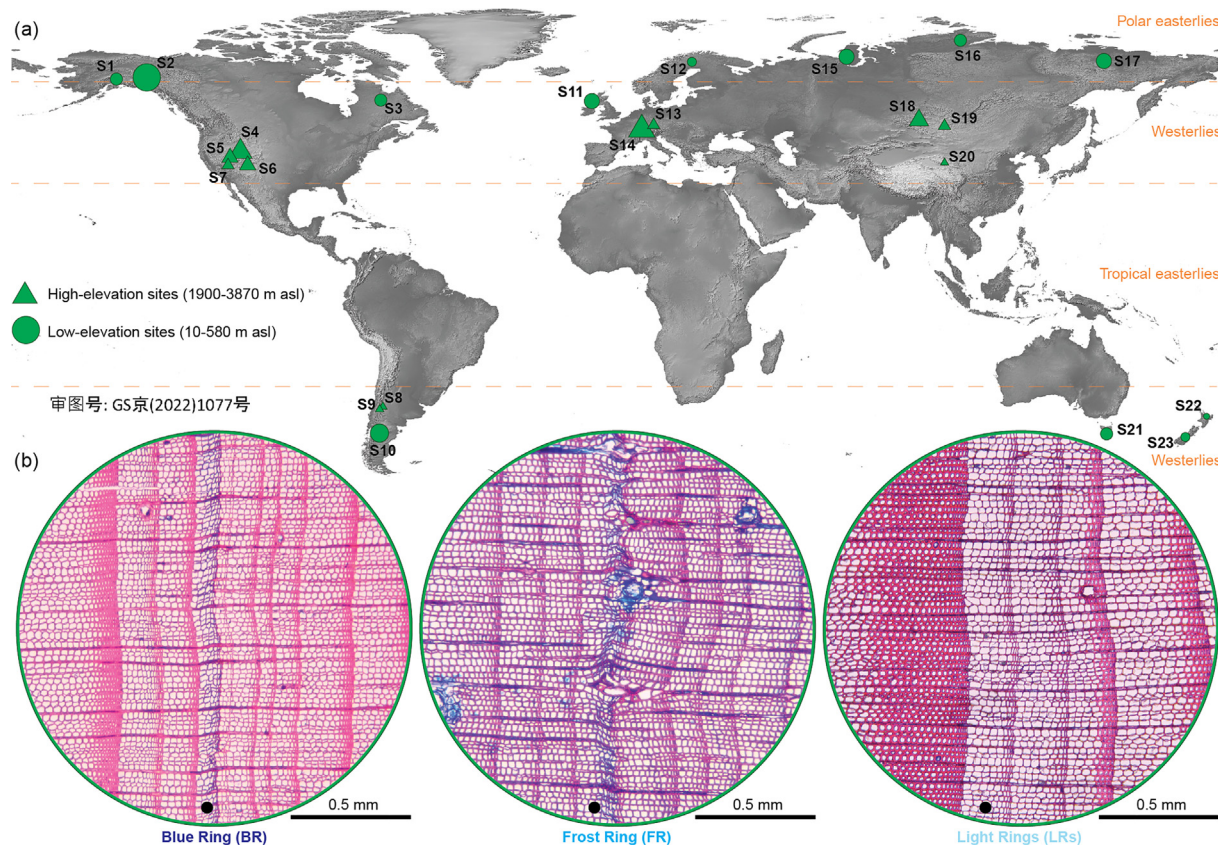 (a)
Polar easterlies
S1
S2
S3
S4
S5
S6
S7
S11
S12
S13
S14
S15
S16
S17
S18
S19
S20
Westerlies
Tropical easterlies
High-elevation sites (1900-3870 m asl)
Low-elevation sites (10-580 m asl)
审图号: GS京(2022)1077号
S8
S9
S10
S21
S22
S23
Westerlies
(b)
0.5 mm
0.5 mm
0.5 mm
Blue Ring (BR)
Frost Ring (FR)
Light Rings (LRs)